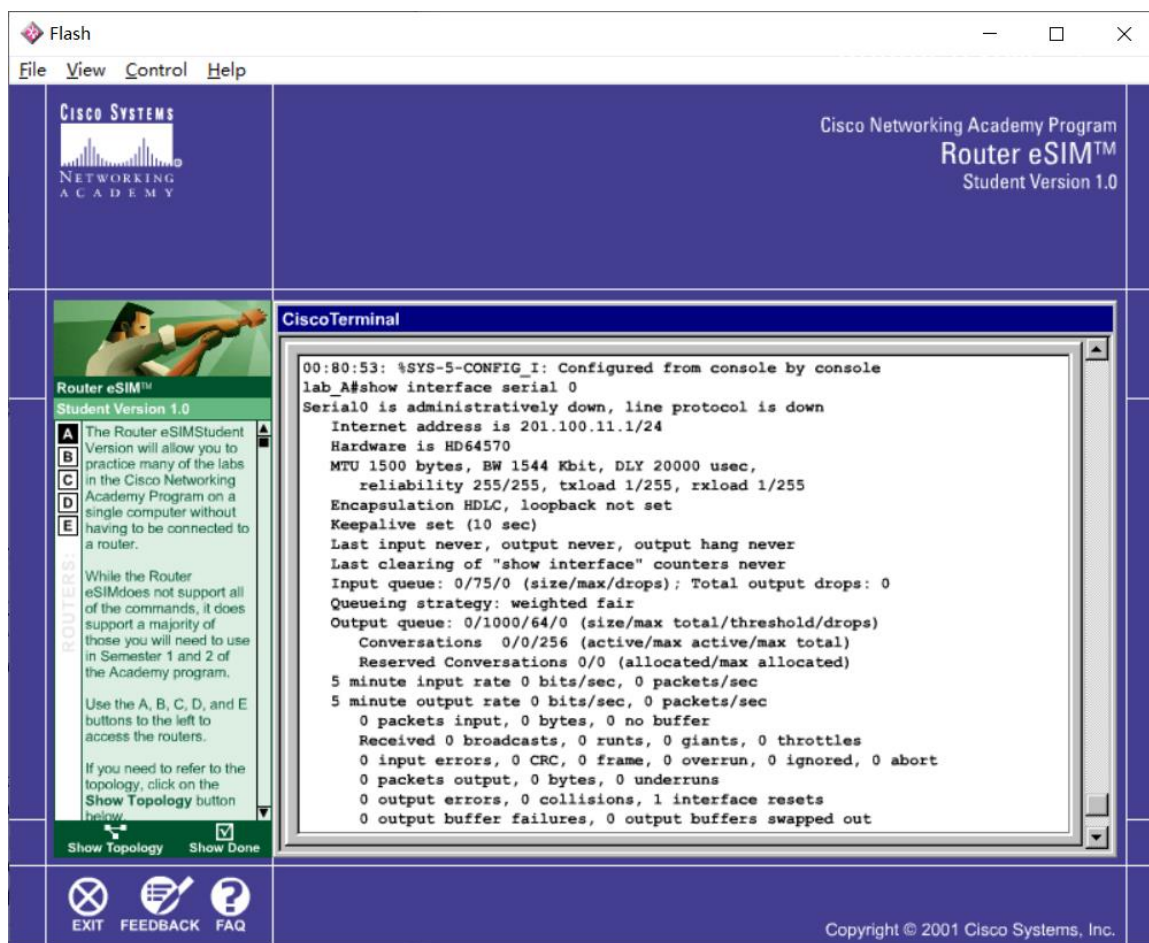 Flash
File View Control Help
CISCO SYSTEMS
NETWORKING
ACADEMY
Cisco Networking Academy Program
Router eSIM™
Student Version 1.0
Router eSIM™
Student Version 1.0
A
B
C
D
E
ROUTERS:
The Router eSIMStudent
Version will allow you to
practice many of the labs
in the Cisco Networking
Academy Program on a
single computer without
having to be connected to
a router.
While the Router
eSIMdoes not support all
of the commands, it does
support a majority of
those you will need to use
in Semester 1 and 2 of
the Academy program.
Use the A, B, C, D, and E
buttons to the left to
access the routers.
If you need to refer to the
topology, click on the
Show Topology button
below.
Show Topology Show Done
CiscoTerminal
00:80:53: %SYS-5-CONFIG_I: Configured from console by console
lab_A#show interface serial 0
Serial0 is administratively down, line protocol is down
Internet address is 201.100.11.1/24
Hardware is HD64570
MTU 1500 bytes, BW 1544 Kbit, DLY 20000 usec,
reliability 255/255, txload 1/255, rxload 1/255
Encapsulation HDLC, loopback not set
Keepalive set (10 sec)
Last input never, output never, output hang never
Last clearing of "show interface" counters never
Input queue: 0/75/0 (size/max/drops); Total output drops: 0
Queueing strategy: weighted fair
Output queue: 0/1000/64/0 (size/max total/threshold/drops)
Conversations 0/0/256 (active/max active/max total)
Reserved Conversations 0/0 (allocated/max allocated)
5 minute input rate 0 bits/sec, 0 packets/sec
5 minute output rate 0 bits/sec, 0 packets/sec
0 packets input, 0 bytes, 0 no buffer
Received 0 broadcasts, 0 runts, 0 giants, 0 throttles
0 input errors, 0 CRC, 0 frame, 0 overrun, 0 ignored, 0 abort
0 packets output, 0 bytes, 0 underruns
0 output errors, 0 collisions, 1 interface resets
0 output buffer failures, 0 output buffers swapped out
EXIT FEEDBACK FAQ
Copyright © 2001 Cisco Systems, Inc.